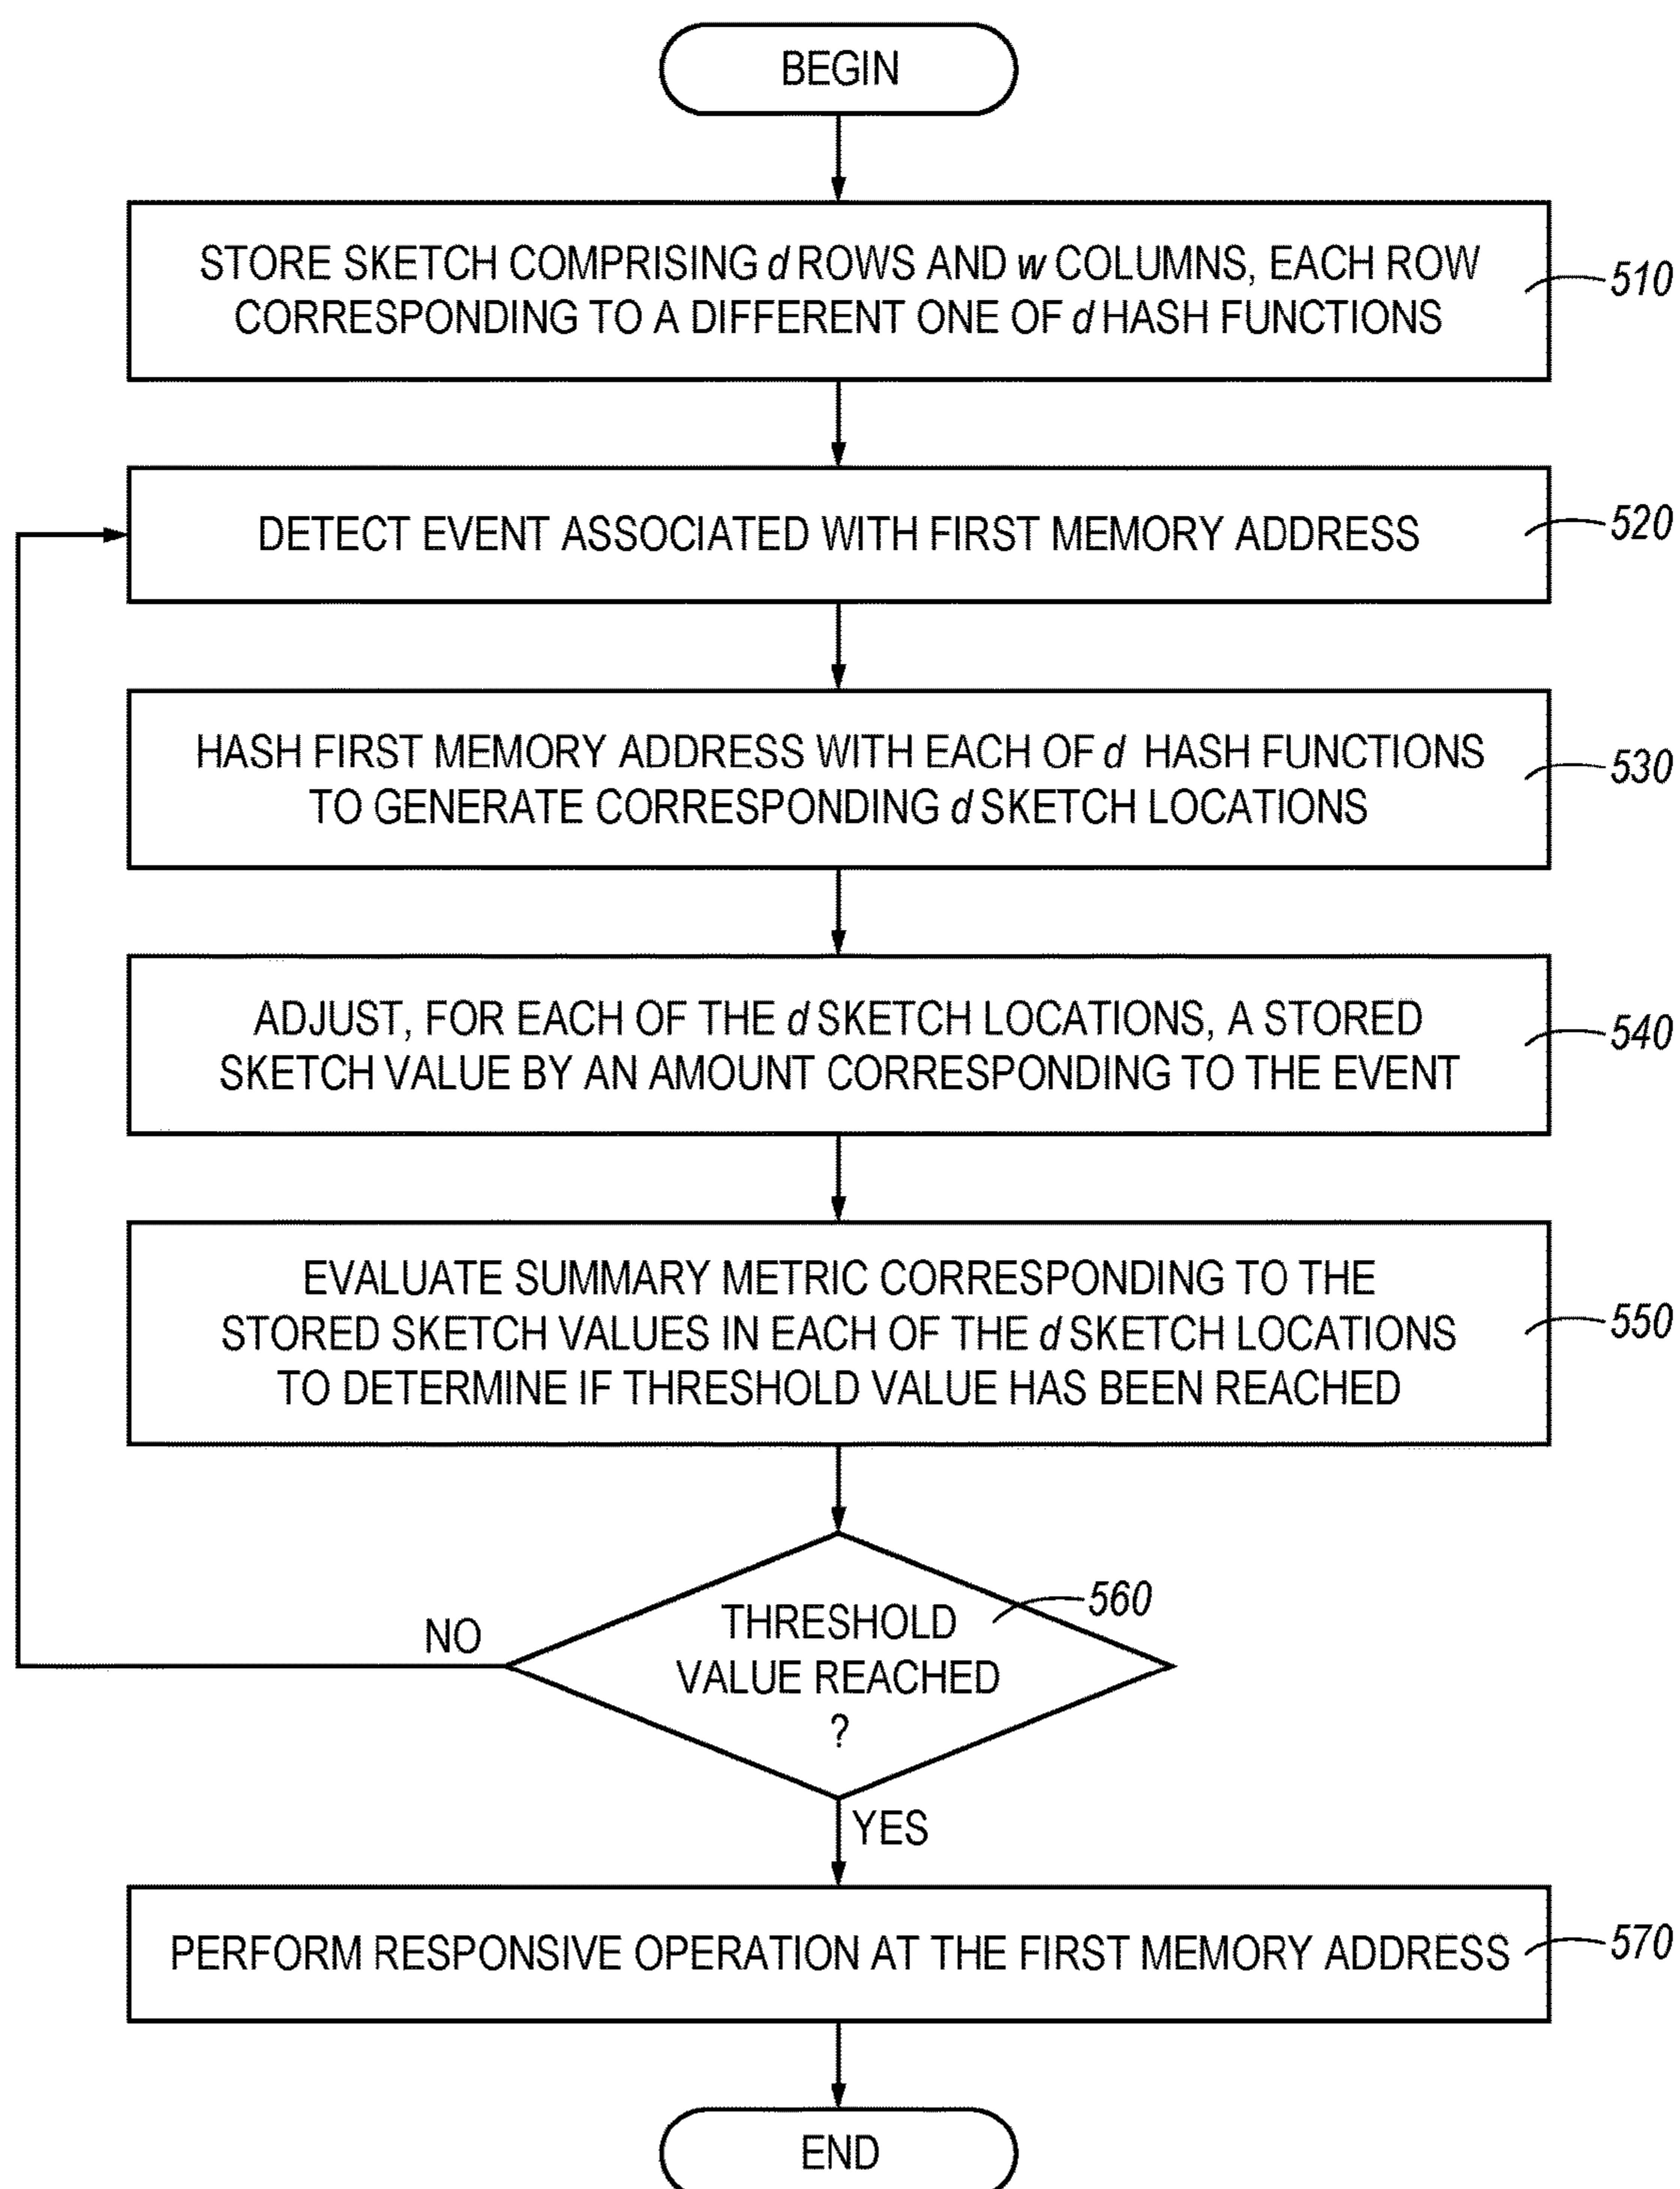 BEGIN
STORE SKETCH COMPRISING d ROWS AND w COLUMNS, EACH ROW
CORRESPONDING TO A DIFFERENT ONE OF d HASH FUNCTIONS
510
DETECT EVENT ASSOCIATED WITH FIRST MEMORY ADDRESS
520
HASH FIRST MEMORY ADDRESS WITH EACH OF d HASH FUNCTIONS
TO GENERATE CORRESPONDING d SKETCH LOCATIONS
530
ADJUST, FOR EACH OF THE d SKETCH LOCATIONS, A STORED
SKETCH VALUE BY AN AMOUNT CORRESPONDING TO THE EVENT
540
EVALUATE SUMMARY METRIC CORRESPONDING TO THE
STORED SKETCH VALUES IN EACH OF THE d SKETCH LOCATIONS
TO DETERMINE IF THRESHOLD VALUE HAS BEEN REACHED
550
THRESHOLD
VALUE REACHED
?
560
NO
YES
PERFORM RESPONSIVE OPERATION AT THE FIRST MEMORY ADDRESS
570
END